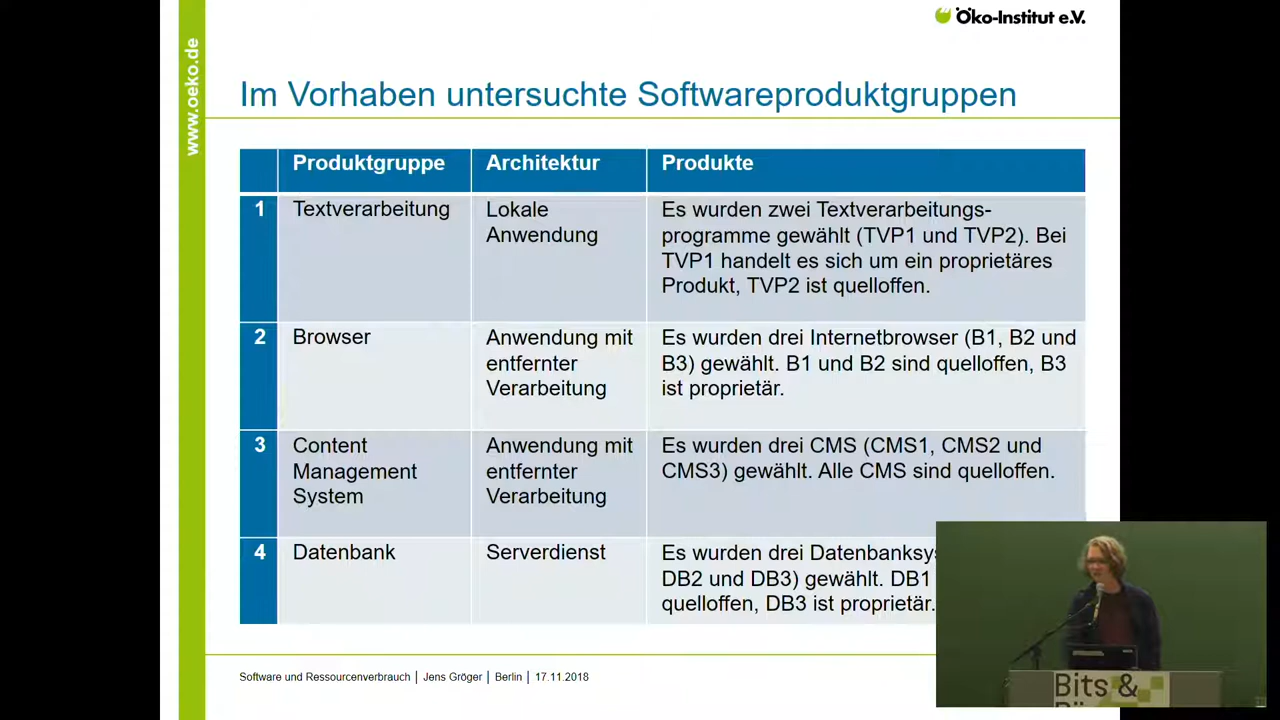 Öko-Institut e.V.
www.oeko.de
Im Vorhaben untersuchte Softwareproduktgruppen
Produktgruppe
Architektur
Produkte
1
Textverarbeitung
Lokale
Anwendung
Es wurden zwei Textverarbeitungs-
programme gewählt (TVP1 und TVP2). Bei
TVP1 handelt es sich um ein proprietäres
Produkt, TVP2 ist quelloffen.
2
Browser
Anwendung mit
entfernter
Verarbeitung
Es wurden drei Internetbrowser (B1, B2 und
B3) gewählt. B1 und B2 sind quelloffen, B3
ist proprietär.
3
Content
Management
System
Anwendung mit
entfernter
Verarbeitung
Es wurden drei CMS (CMS1, CMS2 und
CMS3) gewählt. Alle CMS sind quelloffen.
4
Datenbank
Serverdienst
Es wurden drei
DB2 und DB3) gewählt. DB1
quelloffen, DB3 ist proprietär.
Software und Ressourcenverbrauch | Jens Gröger | Berlin | 17.11.2018
Bits &